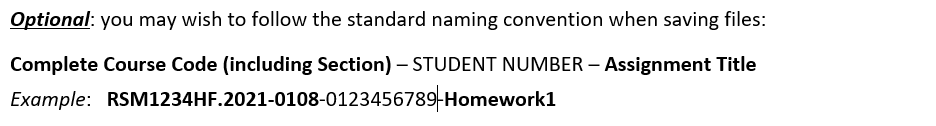 Optional: you may wish to follow the standard naming convention when saving files:
Complete Course Code (including Section) – STUDENT NUMBER – Assignment Title
Example: RSM1234HF.2021-0108-0123456789-Homework1